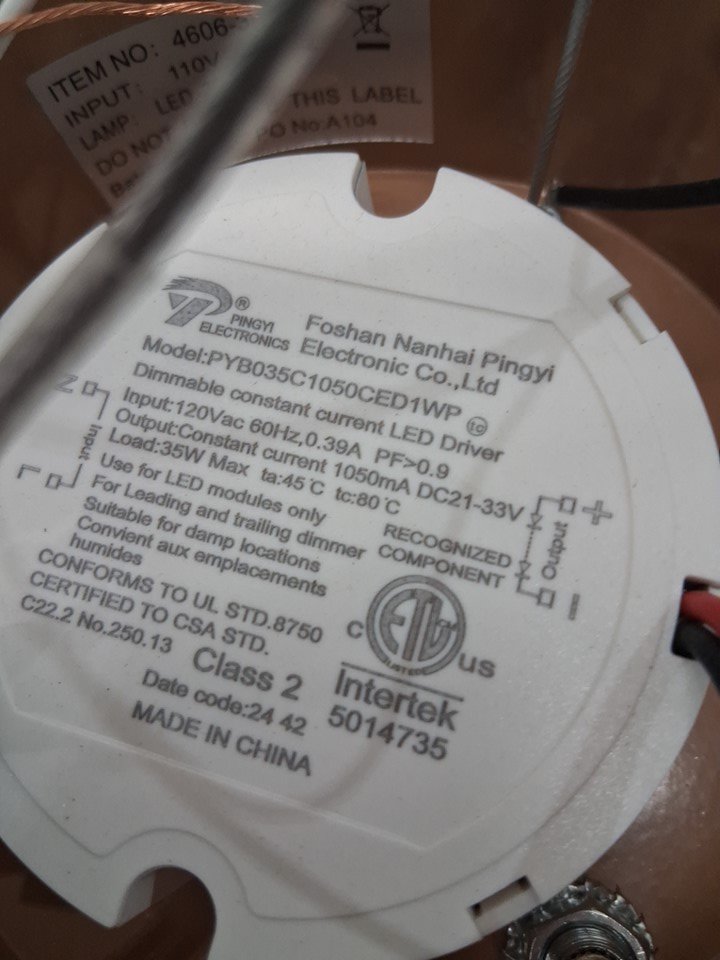 ITEM NO: 4606-
INPUT: 110V
LAMP: LED THIS LABEL
DO NOT PO No:A104
PINGYI ®
ELECTRONICS
Foshan Nanhai Pingyi
Electronic Co.,Ltd
Model:PYB035C1050CED1WP
Dimmable constant current LED Driver tc
Input:120Vac 60Hz,0.39A PF>0.9
Output:Constant current 1050mA DC21-33V
Load:35W Max ta:45℃ tc:80℃
Use for LED modules only
For Leading and trailing dimmer
Suitable for damp locations
Convient aux emplacements
humides
N
Input
L
+
Output
-
RECOGNIZED
COMPONENT
CONFORMS TO UL STD.8750
CERTIFIED TO CSA STD.
C22.2 No.250.13
Class 2
c ETL us
LISTED
Intertek
5014735
Date code:24 42
MADE IN CHINA